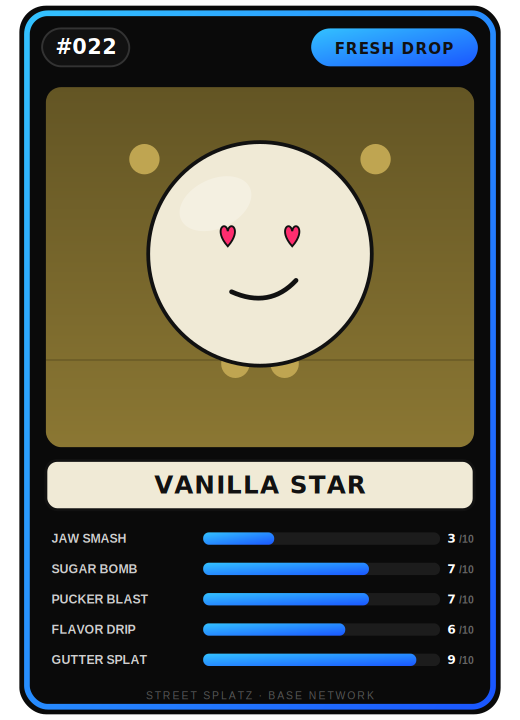 #022
FRESH DROP
VANILLA STAR
JAW SMASH 3 /10
SUGAR BOMB 7 /10
PUCKER BLAST 7 /10
FLAVOR DRIP 6 /10
GUTTER SPLAT 9 /10
STREET SPLATZ · BASE NETWORK